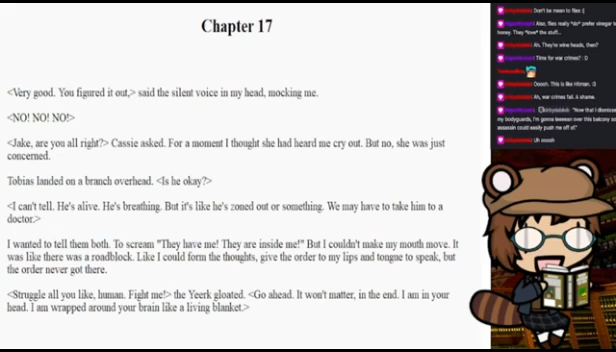 Chapter 17
<Very good. You figured it out,> said the silent voice in my head, mocking me.
<NO! NO! NO!>
<Jake, are you all right?> Cassie asked. For a moment I thought she had heard me cry out. But no, she was just
concerned.
Tobias landed on a branch overhead. <Is he okay?>
<I can't tell. He's alive. He's breathing. But it's like he's zoned out or something. We may have to take him to a
doctor.>
I wanted to tell them both. To scream "They have me! They are inside me!" But I couldn't make my mouth move. It
was like there was a roadblock. Like I could form the thoughts, give the order to my lips and tongue to speak, but
the order never got there.
<Struggle all you like, human. Fight me!> the Yeerk gloated. <Go ahead. It won't matter, in the end. I am in your
head. I am wrapped around your brain like a living blanket.>
Don't be mean to flies :(
Also, flies really *do* prefer vinegar to
honey. They *love* the stuff...
Ah, They're wine heads, then?
Time for war crimes? :D
Ooooh. This is like Hitman. :3
Ah, war crimes fail. A shame.
"Now that I dismissed
my bodyguards, I'm gonna over this balcony so
assassin could easily push me off of!"
Uh ooooh